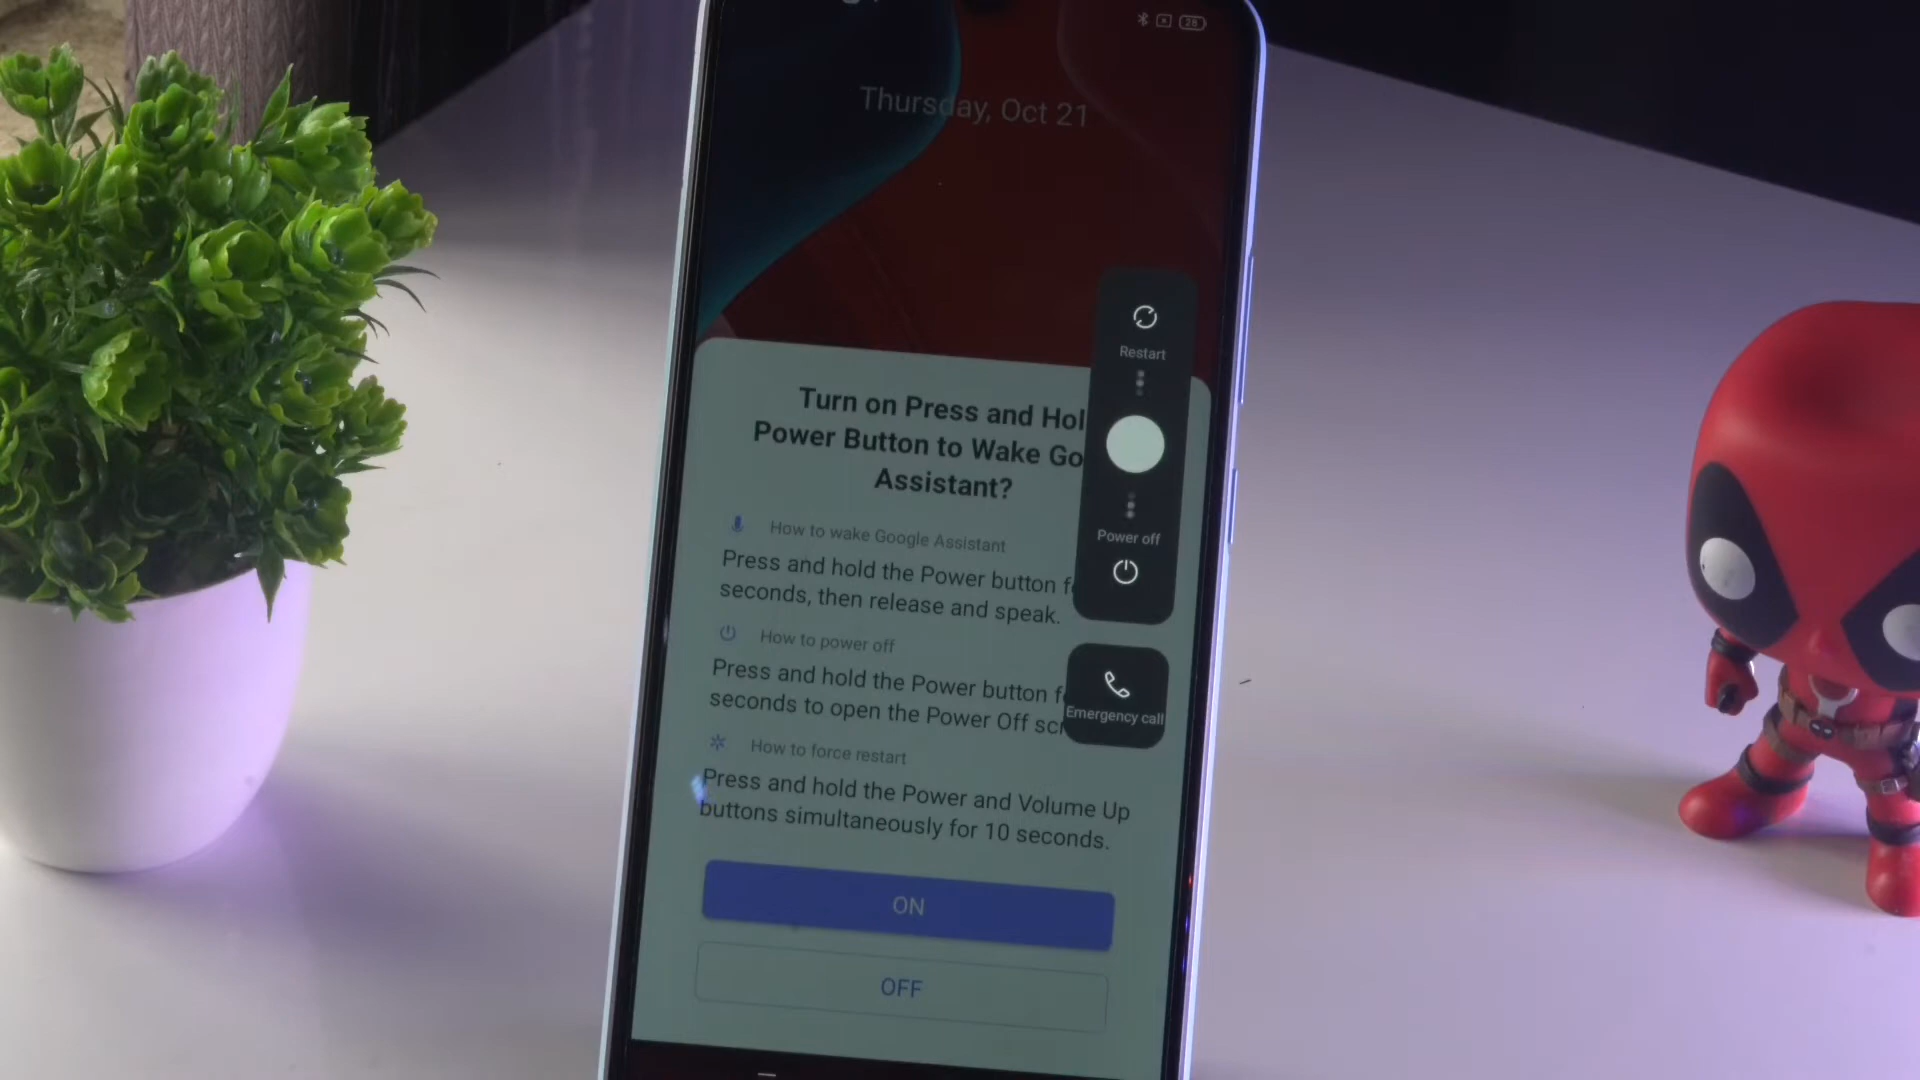 28
Thursday, Oct 21
Restart
Power off
Emergency call
Turn on Press and Hol
Power Button to Wake Go
Assistant?
How to wake Google Assistant
Press and hold the Power button f
seconds, then release and speak.
How to power off
Press and hold the Power button f
seconds to open the Power Off scr
How to force restart
Press and hold the Power and Volume Up
buttons simultaneously for 10 seconds.
ON
OFF